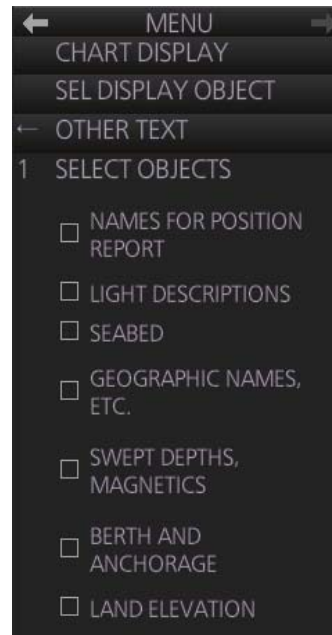 MENU
CHART DISPLAY
SEL DISPLAY OBJECT
← OTHER TEXT
1 SELECT OBJECTS
NAMES FOR POSITION
REPORT
LIGHT DESCRIPTIONS
SEABED
GEOGRAPHIC NAMES,
ETC.
SWEPT DEPTHS,
MAGNETICS
BERTH AND
ANCHORAGE
LAND ELEVATION